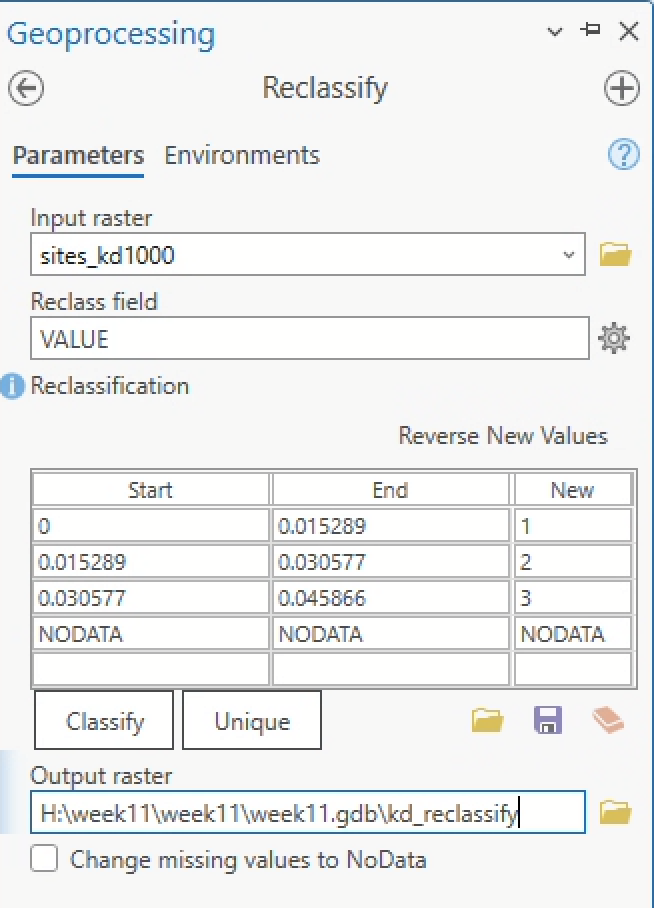 Geoprocessing
Reclassify
Parameters Environments
Input raster
sites_kd1000
Reclass field
VALUE
Reclassification
Reverse New Values
Start End New
0 0.015289 1
0.015289 0.030577 2
0.030577 0.045866 3
NODATA NODATA NODATA
Classify Unique
Output raster
H:\week11\week11\week11.gdb\kd_reclassify
Change missing values to NoData